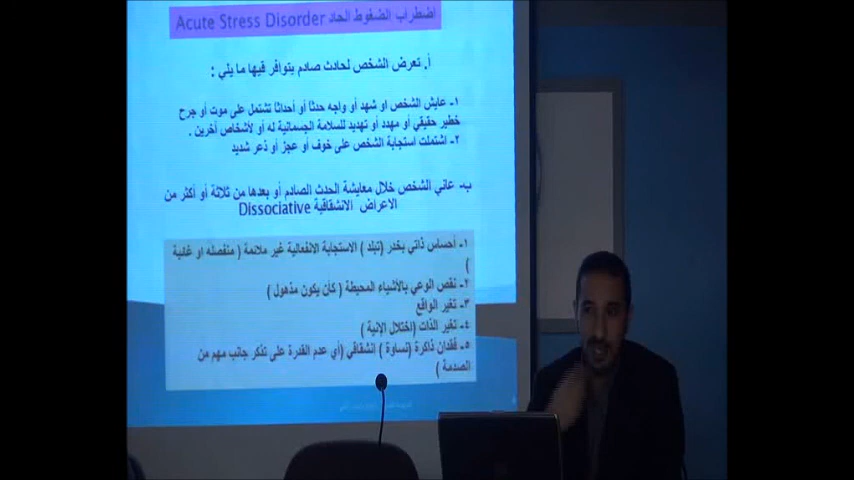 اضطراب الضغوط الحاد Acute Stress Disorder
أ. تعرض الشخص لحادث صادم يتوافر فيها ما يلي :
١- عايش الشخص او شهد أو واجه حدثا أو أحداثا تشتمل على موت أو جرح
خطير حقيقي أو مهدد أو تهديد للسلامة الجسمانية له أو لأشخاص آخرين .
٢- اشتملت استجابة الشخص على خوف أو عجز أو ذعر شديد
ب- عاني الشخص خلال معايشة الحدث الصادم أو بعدها من ثلاثة أو أكثر من
الاعراض الانشقاقية Dissociative
١- أحساس ذاتي بخدر (تبلد ) الاستجابة الانفعالية غير ملائمة ( منفصله او غائبة
)
٢- نقص الوعي بالأشياء المحيطة ( كأن يكون مذهول )
٣- تغير الواقع
٤- تغير الذات (اختلال الإنية )
٥- فقدان ذاكرة (نساوة ) انشقاقي (أي عدم القدرة على تذكر جانب مهم من
الصدمة )